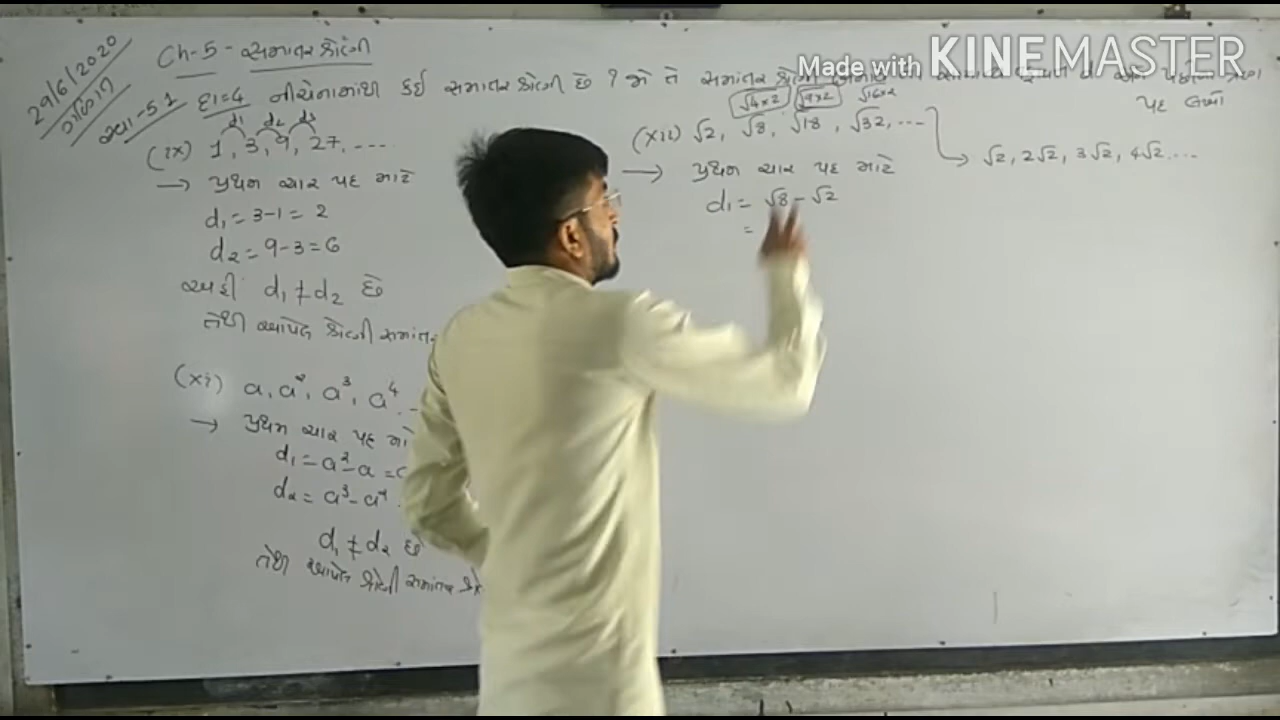 Made with KINEMASTER
29/6/2020
ગણિત
Ch-5 - સમાંતર શ્રેણી
સ્વા-5.1 દા=4 નીચેનામાંથી કઈ સમાંતર શ્રેણી છે ? જો તે સમાંતર શ્રેણી
પદ લખો
d₁ d₂ d₃
(ix) 1, 3, 9, 27, ....
→ પ્રથમ ચાર પદ માટે
d₁ = 3-1 = 2
d₂ = 9-3 = 6
અહીં d₁ ≠ d₂ છે
તેથી આપેલ શ્રેણી સમાંતર
(xi) a, a², a³, a⁴ ..
→ પ્રથમ ચાર પદ માટે
d₁ = a² - a =
d₂ = a³ - a²
d₁ ≠ d₂ છે
તેથી આપેલ શ્રેણી સમાંતર
√4×2 √9×2 √16×2
(xii) √2, √8, √18, √32, ...
→ √2, 2√2, 3√2, 4√2 ....
→ પ્રથમ ચાર પદ માટે
d₁ = √8 - √2
=